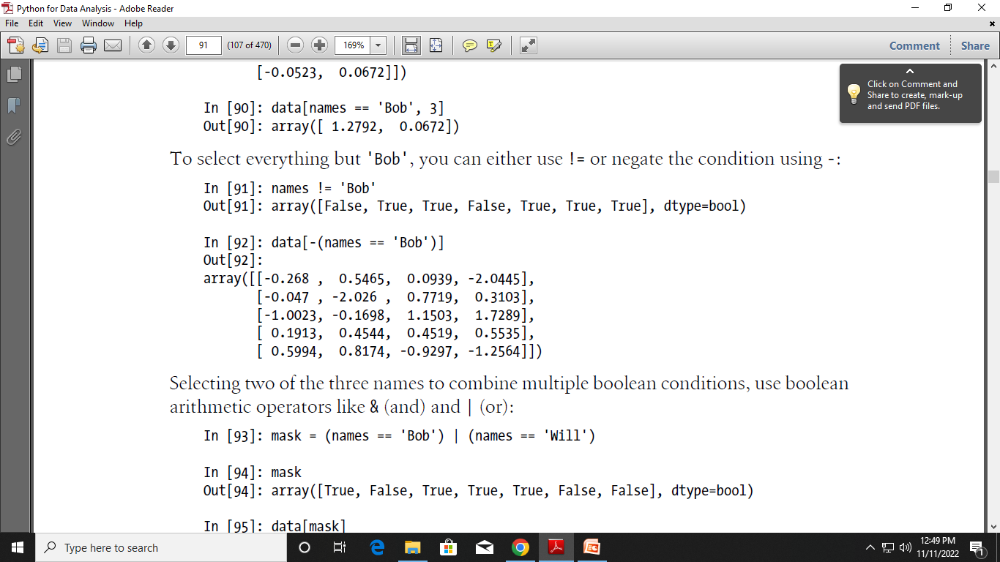 Python for Data Analysis - Adobe Reader
File Edit View Window Help
91 (107 of 470) 169% Comment Share
Click on Comment and
Share to create, mark-up
and send PDF files.
[-0.0523,  0.0672]])
In [90]: data[names == 'Bob', 3]
Out[90]: array([ 1.2792,  0.0672])
To select everything but 'Bob', you can either use != or negate the condition using -:
In [91]: names != 'Bob'
Out[91]: array([False, True, True, False, True, True, True], dtype=bool)
In [92]: data[-(names == 'Bob')]
Out[92]:
array([[-0.268 ,  0.5465,  0.0939, -2.0445],
[-0.047 , -2.026 ,  0.7719,  0.3103],
[-1.0023, -0.1698,  1.1503,  1.7289],
[ 0.1913,  0.4544,  0.4519,  0.5535],
[ 0.5994,  0.8174, -0.9297, -1.2564]])
Selecting two of the three names to combine multiple boolean conditions, use boolean
arithmetic operators like & (and) and | (or):
In [93]: mask = (names == 'Bob') | (names == 'Will')
In [94]: mask
Out[94]: array([True, False, True, True, True, False, False], dtype=bool)
In [95]: data[mask]
Type here to search
12:49 PM
11/11/2022
1